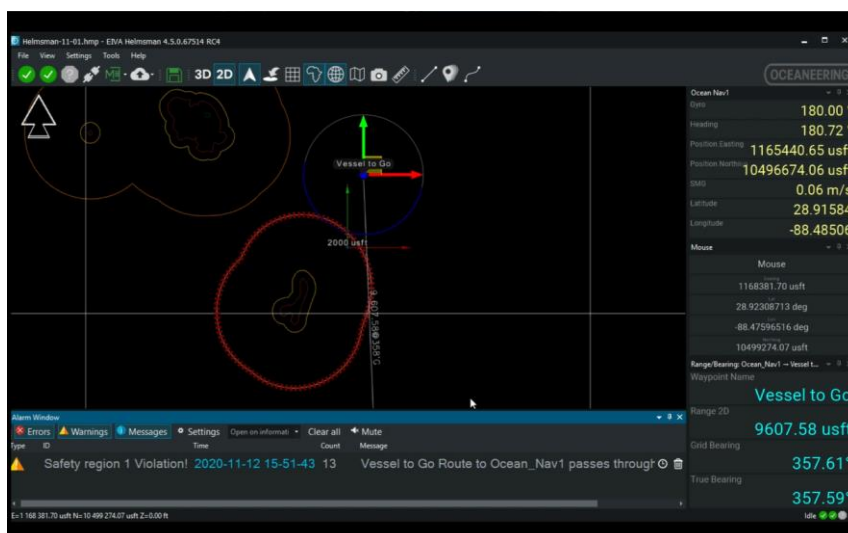 Helmsman-11-01.hmp - EIVA Helmsman 4.5.0.67514 RC4
File View Settings Tools Help
3D 2D
OCEANEERING
Ocean Nav1
Gyro
180.00 °
Heading
180.72 °
Position Easting
1165440.65 usft
Position Northing
10496674.06 usft
SMG
0.06 m/s
Latitude
28.91584
Longitude
-88.48506
Vessel to Go
2000 usft
9,607.58@358°G
Mouse
Mouse
1168381.70 usft
28.92308713 deg
-88.47596516 deg
10499274.07 usft
Range/Bearing: Ocean_Nav1 → Vessel t...
Waypoint Name
Vessel to Go
Range 2D
9607.58 usft
Grid Bearing
357.61°
True Bearing
357.59°
Alarm Window
Errors Warnings Messages Settings Open on informati Clear all Mute
Type ID Time Count Message
Safety region 1 Violation! 2020-11-12 15-51-43 13 Vessel to Go Route to Ocean_Nav1 passes through
E=1 168 381.70 usft N=10 499 274.07 usft Z=0.00 ft
Idle